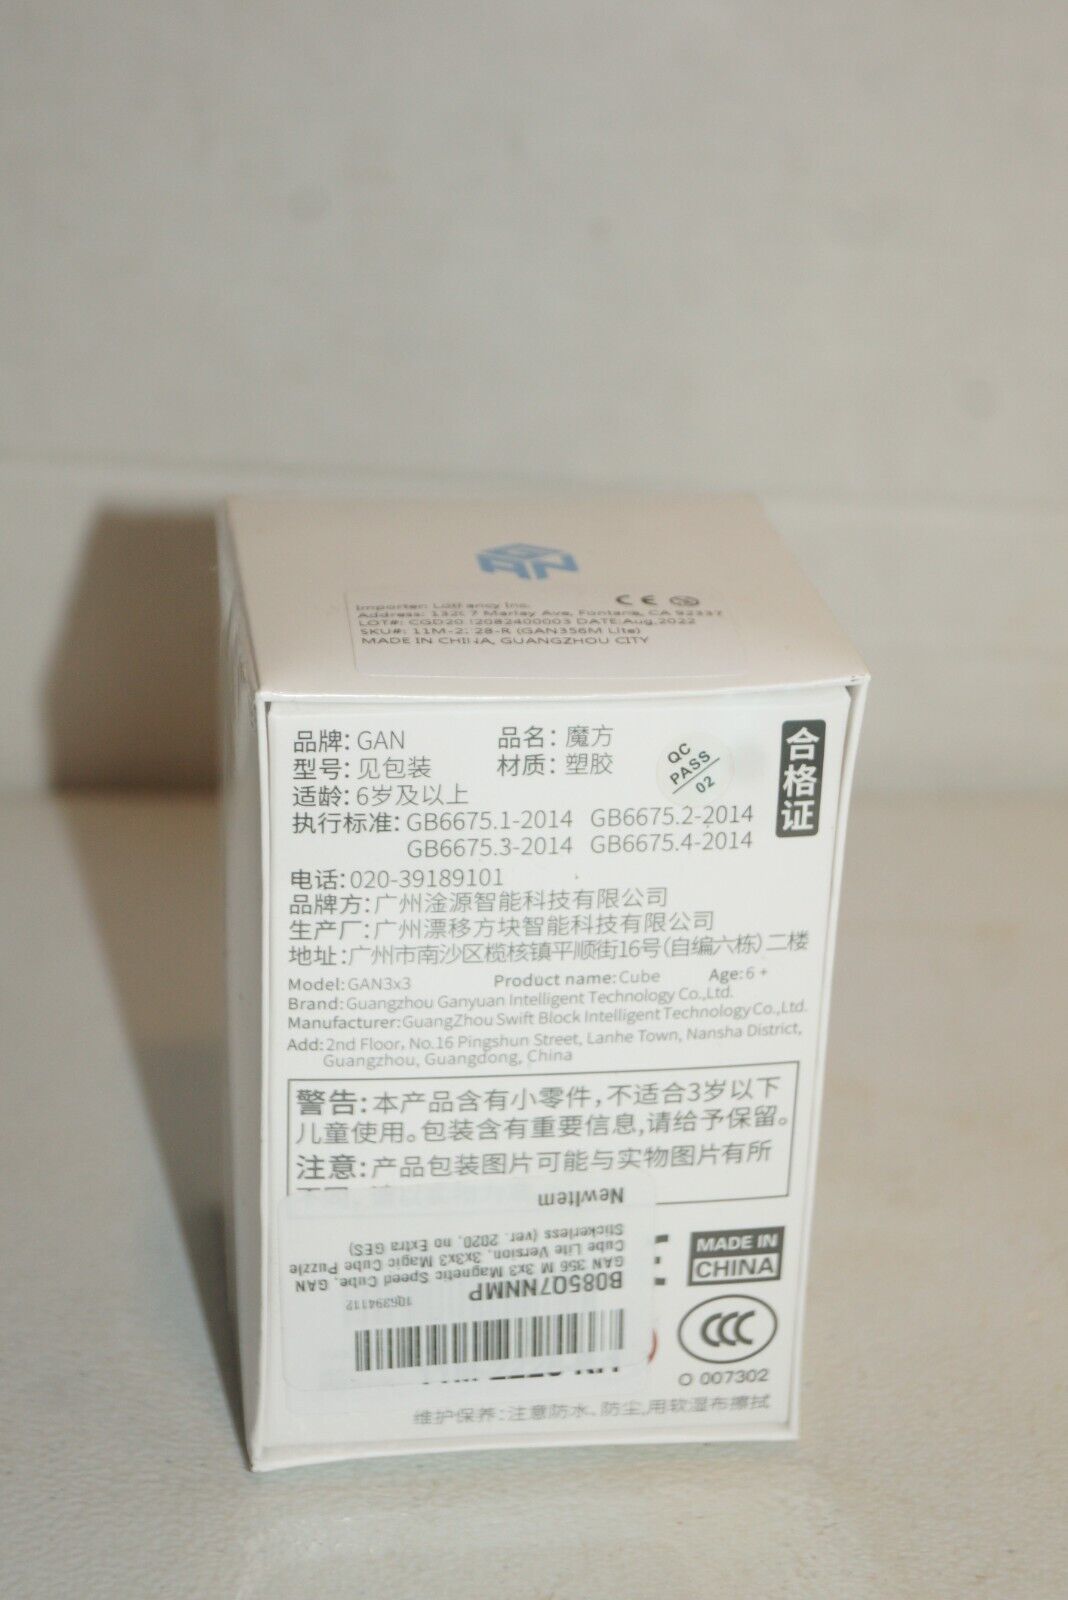 GAN
Importer: Lotfancy Inc.
Address: 13207 Marlay Ave, Fontana, CA 92337
LOT#: CGD20 2082400003 DATE:Aug,2022
SKU#: 11M-2 28-R (GAN356M Lite)
MADE IN CHINA, GUANGZHOU CITY
CE
品牌: GAN 品名: 魔方
型号: 见包装 材质: 塑胶
适龄: 6岁及以上
QC
PASS
02
合格证
执行标准: GB6675.1-2014 GB6675.2-2014
GB6675.3-2014 GB6675.4-2014
电话: 020-39189101
品牌方: 广州淦源智能科技有限公司
生产厂: 广州漂移方块智能科技有限公司
地址: 广州市南沙区榄核镇平顺街16号(自编六栋)二楼
Model: GAN3x3 Product name: Cube Age: 6 +
Brand: Guangzhou Ganyuan Intelligent Technology Co.,Ltd.
Manufacturer: GuangZhou Swift Block Intelligent Technology Co., Ltd.
Add: 2nd Floor, No.16 Pingshun Street, Lanhe Town, Nansha District,
Guangzhou, Guangdong, China
警告: 本产品含有小零件,不适合3岁以下
儿童使用。包装含有重要信息,请给予保留。
注意: 产品包装图片可能与实物图片有所
1Q6394112
B085Q7NNMP
GAN 356 M 3x3 Magnetic Speed Cube, GAN
Cube Lite Version, 3x3x3 Magic Cube Puzzle
Stickerless (ver. 2020, no Extra GES)
NewItem
MADE IN
CHINA
CCC
O 007302
维护保养: 注意防水、防尘,用软湿布擦拭